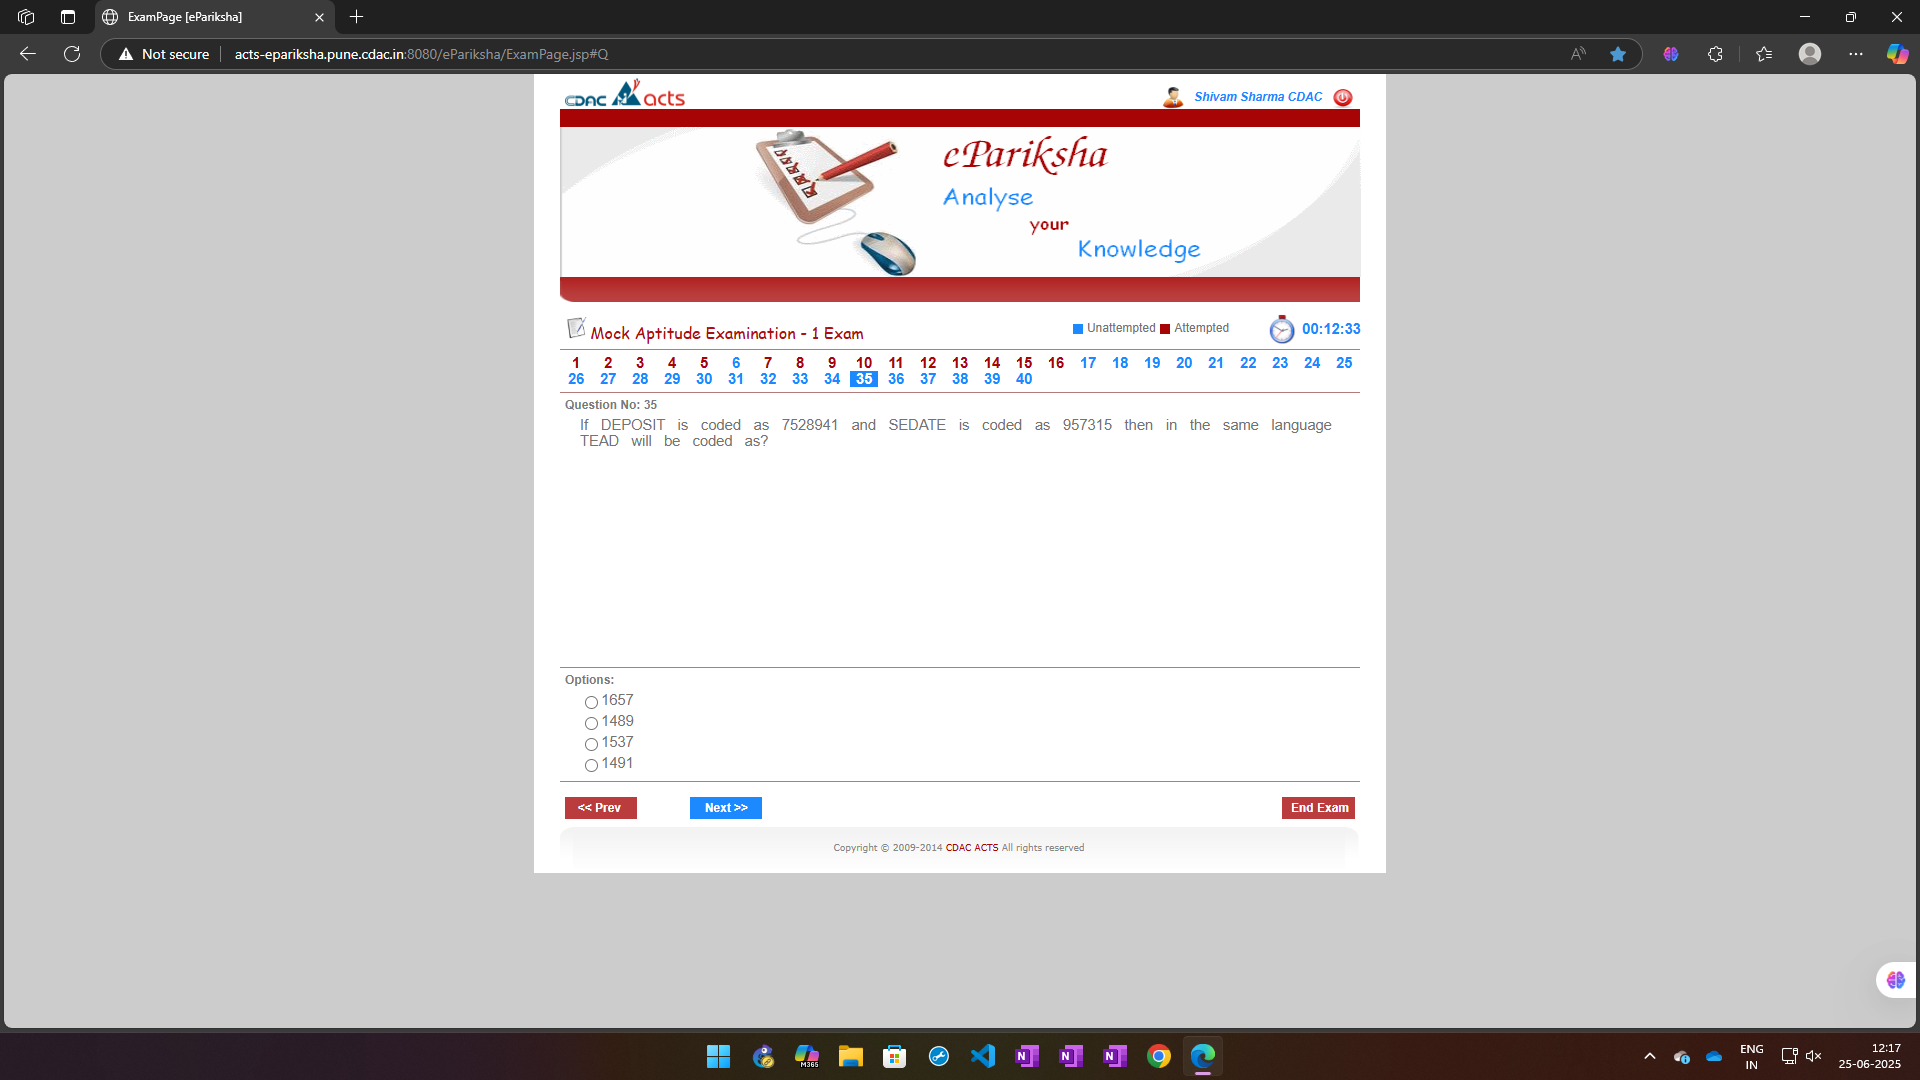 ExamPage [ePariksha]
Not secure
acts-epariksha.pune.cdac.in:8080/ePariksha/ExamPage.jsp#Q
CDAC acts
Shivam Sharma CDAC
ePariksha
Analyse
your
Knowledge
Mock Aptitude Examination - 1 Exam
Unattempted Attempted
00:12:33
1 2 3 4 5 6 7 8 9 10 11 12 13 14 15 16 17 18 19 20 21 22 23 24 25
26 27 28 29 30 31 32 33 34 35 36 37 38 39 40
Question No: 35
If DEPOSIT is coded as 7528941 and SEDATE is coded as 957315 then in the same language
TEAD will be coded as?
Options:
1657
1489
1537
1491
<< Prev
Next >>
End Exam
Copyright © 2009-2014 CDAC ACTS All rights reserved
M365
N
N
N
ENG
IN
12:17
25-06-2025